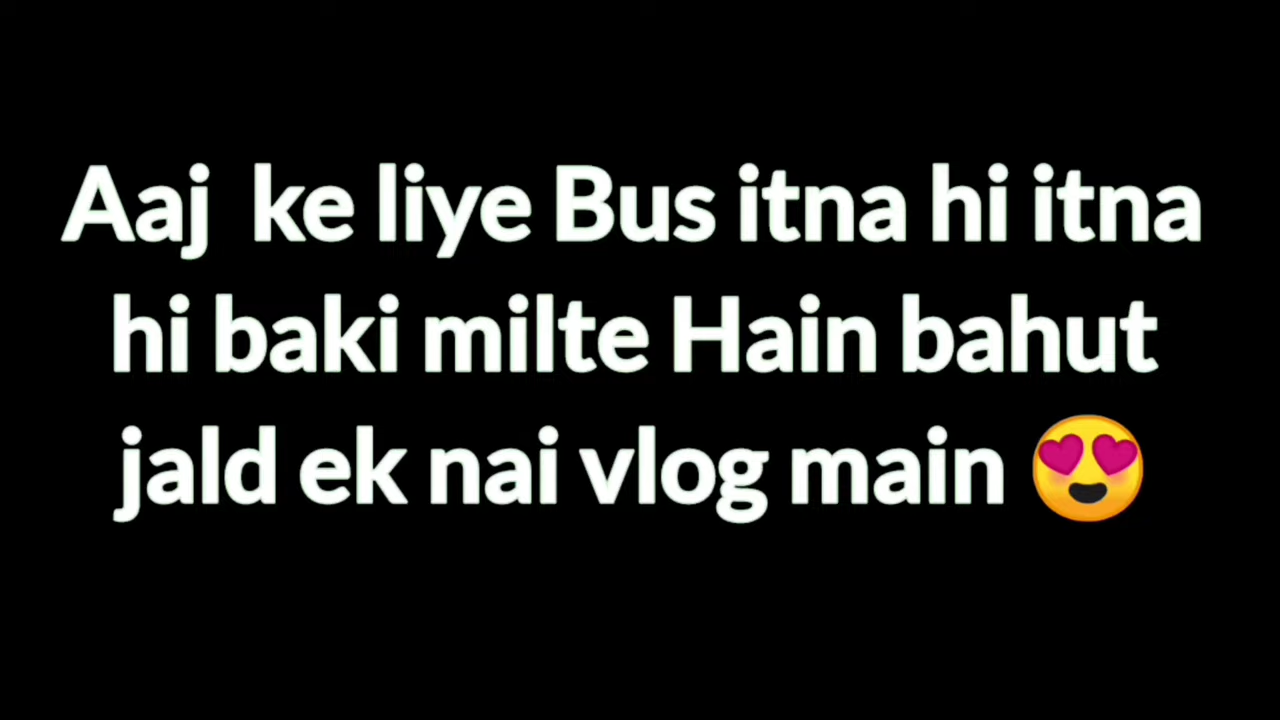 Aaj  ke liye Bus itna hi itna
hi baki milte Hain bahut
jald ek nai vlog main 😍